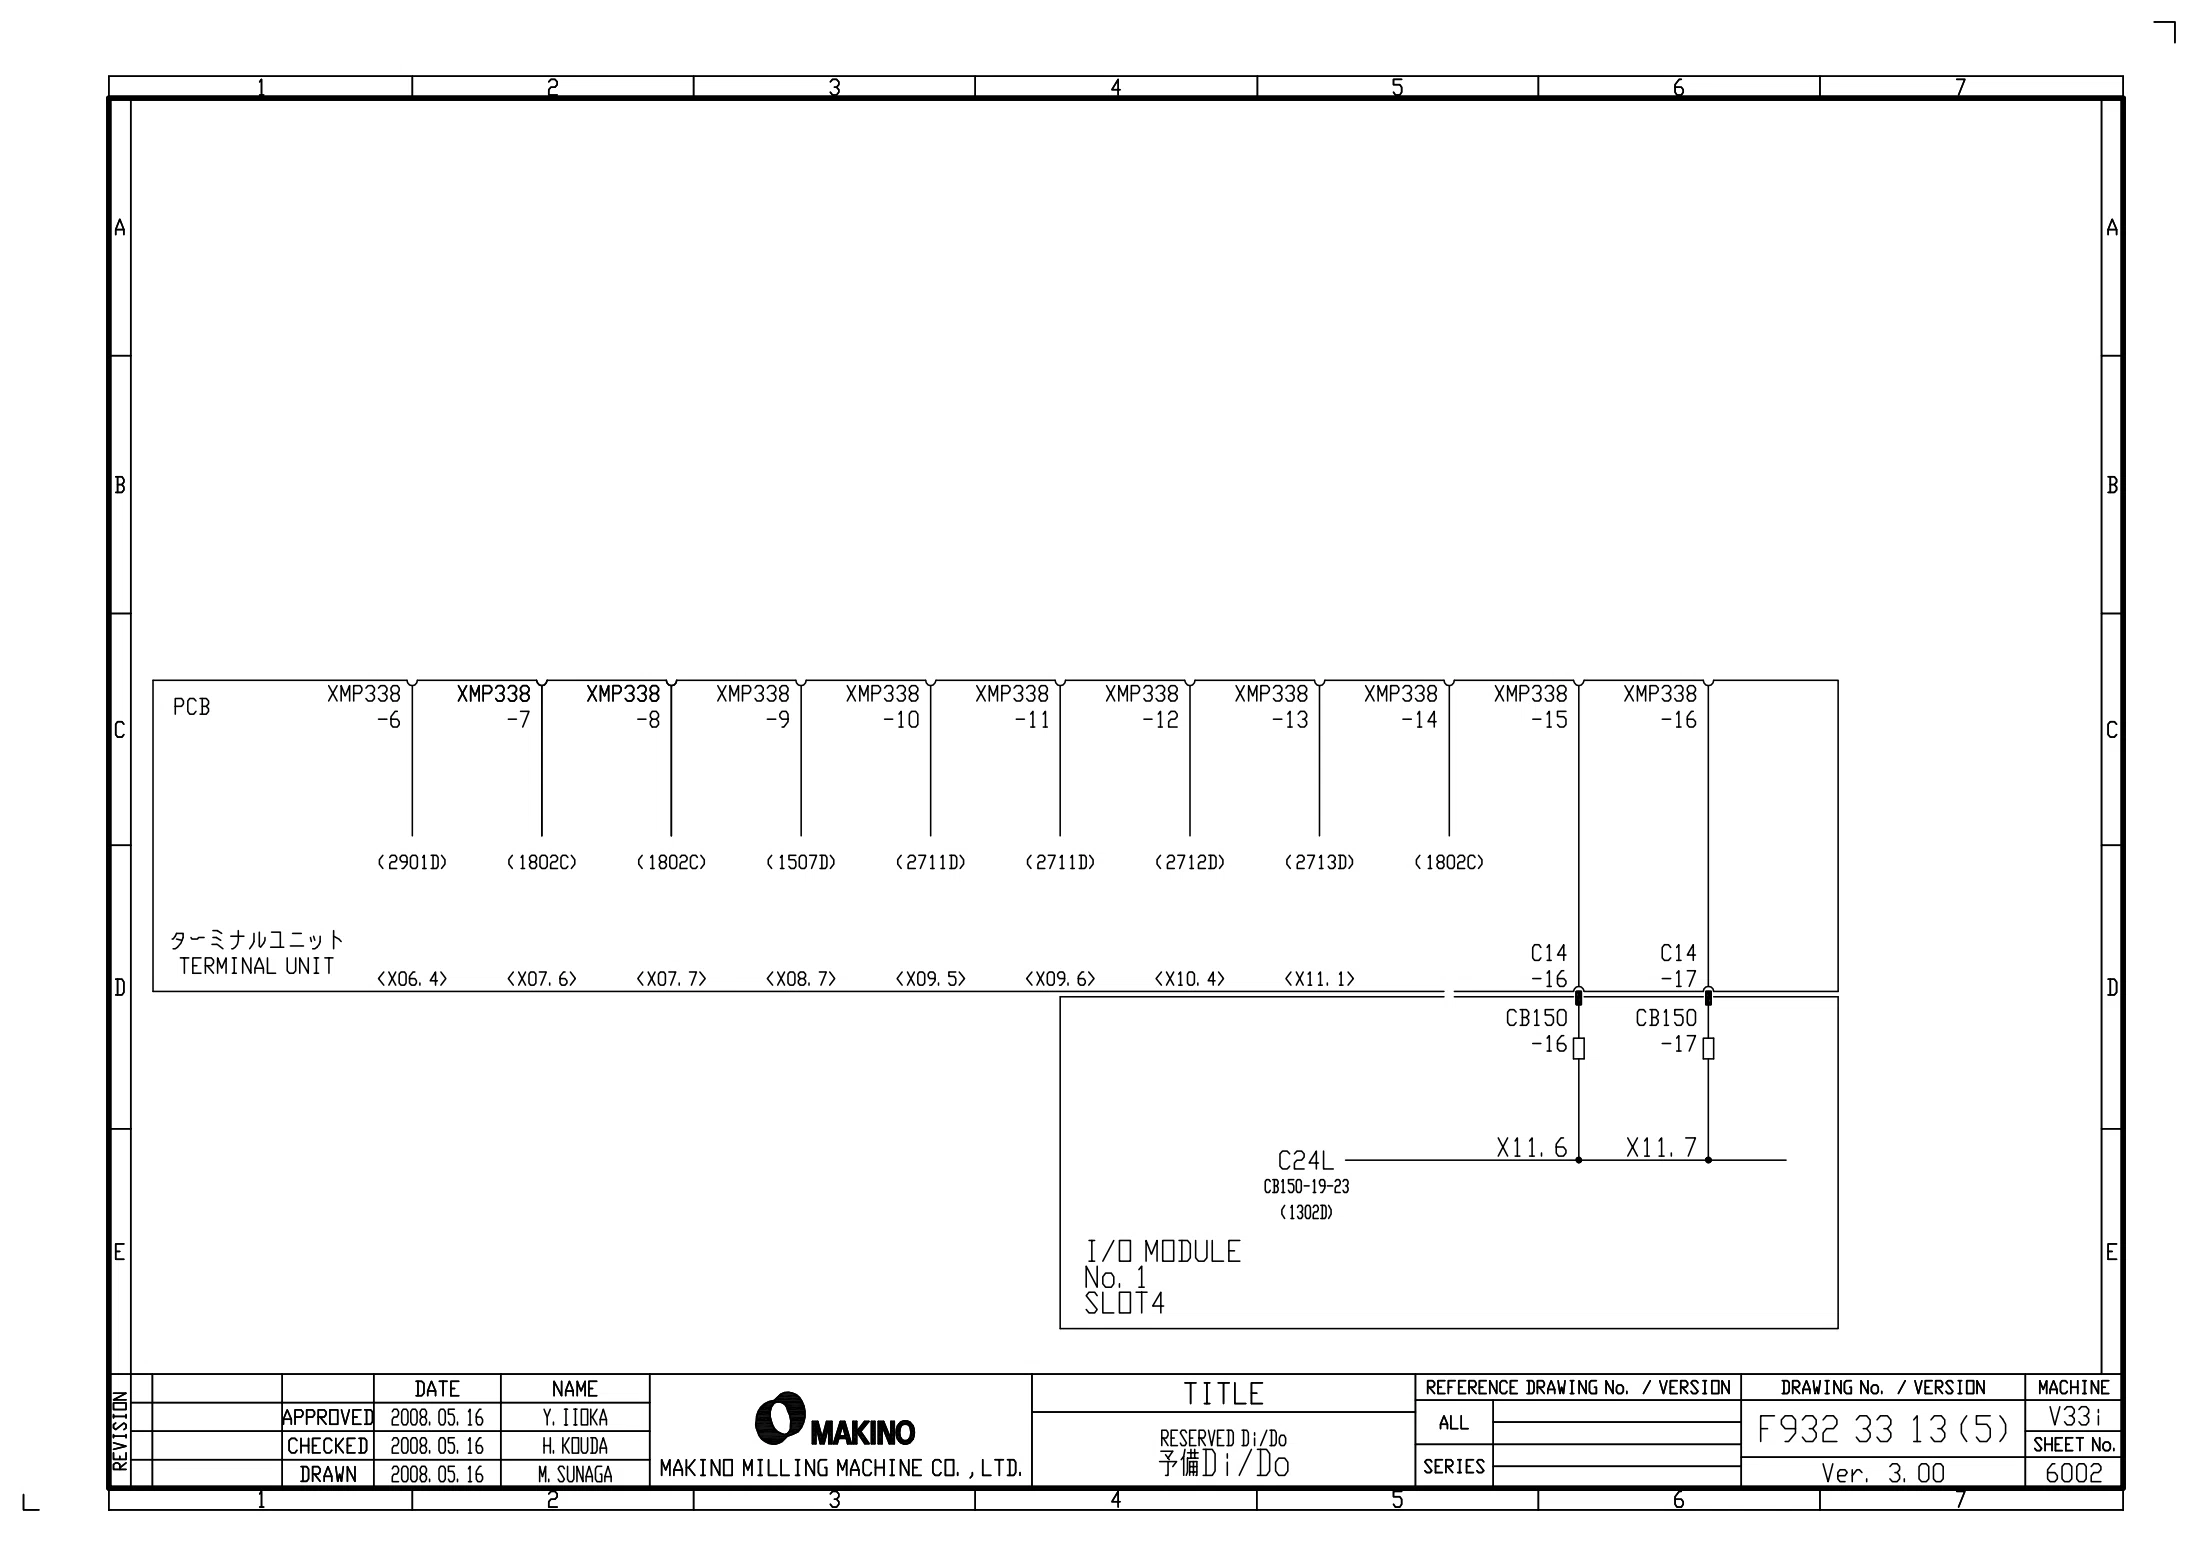 1 2 3 4 5 6 7
A A
B B
PCB
XMP338 XMP338 XMP338 XMP338 XMP338 XMP338 XMP338 XMP338 XMP338 XMP338 XMP338
-6 -7 -8 -9 -10 -11 -12 -13 -14 -15 -16
C C
(2901D) (1802C) (1802C) (1507D) (2711D) (2711D) (2712D) (2713D) (1802C)
ターミナルユニット
TERMINAL UNIT
C14 C14
<X06.4> <X07.6> <X07.7> <X08.7> <X09.5> <X09.6> <X10.4> <X11.1> -16 -17
D D
CB150 CB150
-16 -17
X11.6 X11.7
C24L
CB150-19-23
(1302D)
E E
I/O MODULE
No.1
SLOT4
REVISION
DATE NAME
APPROVED 2008.05.16 Y. IIOKA
CHECKED 2008.05.16 H. KOUDA
DRAWN 2008.05.16 M. SUNAGA
MAKINO
MAKINO MILLING MACHINE CO.,LTD.
TITLE
RESERVED Di/Do
予備Di/Do
REFERENCE DRAWING No. / VERSION
ALL
SERIES
DRAWING No. / VERSION
F932 33 13(5)
Ver. 3.00
MACHINE
V33i
SHEET No.
6002
1 2 3 4 5 6 7